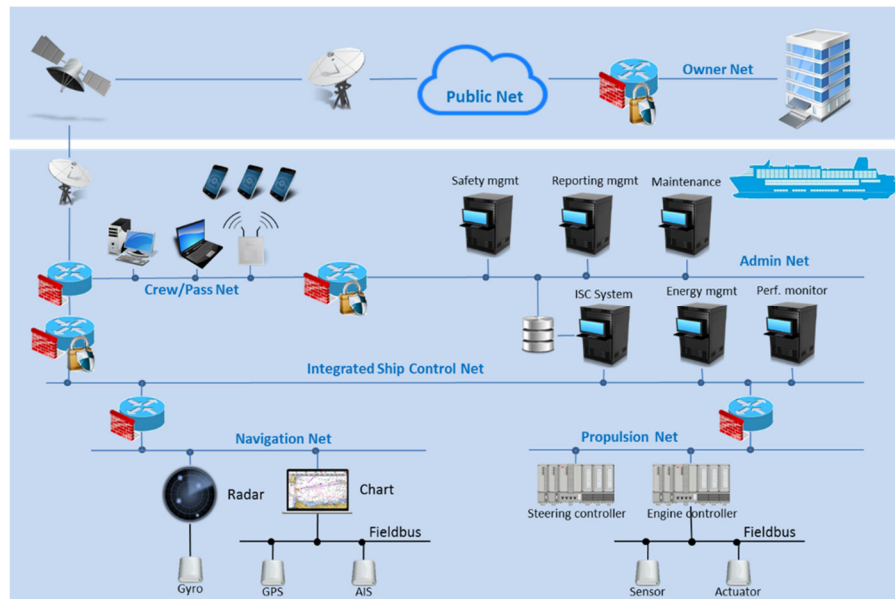 Public Net
Owner Net
Safety mgmt
Reporting mgmt
Maintenance
Crew/Pass Net
Admin Net
ISC System
Energy mgmt
Perf. monitor
Integrated Ship Control Net
Navigation Net
Propulsion Net
Radar
Chart
Steering controller
Engine controller
Fieldbus
Fieldbus
Gyro
GPS
AIS
Sensor
Actuator